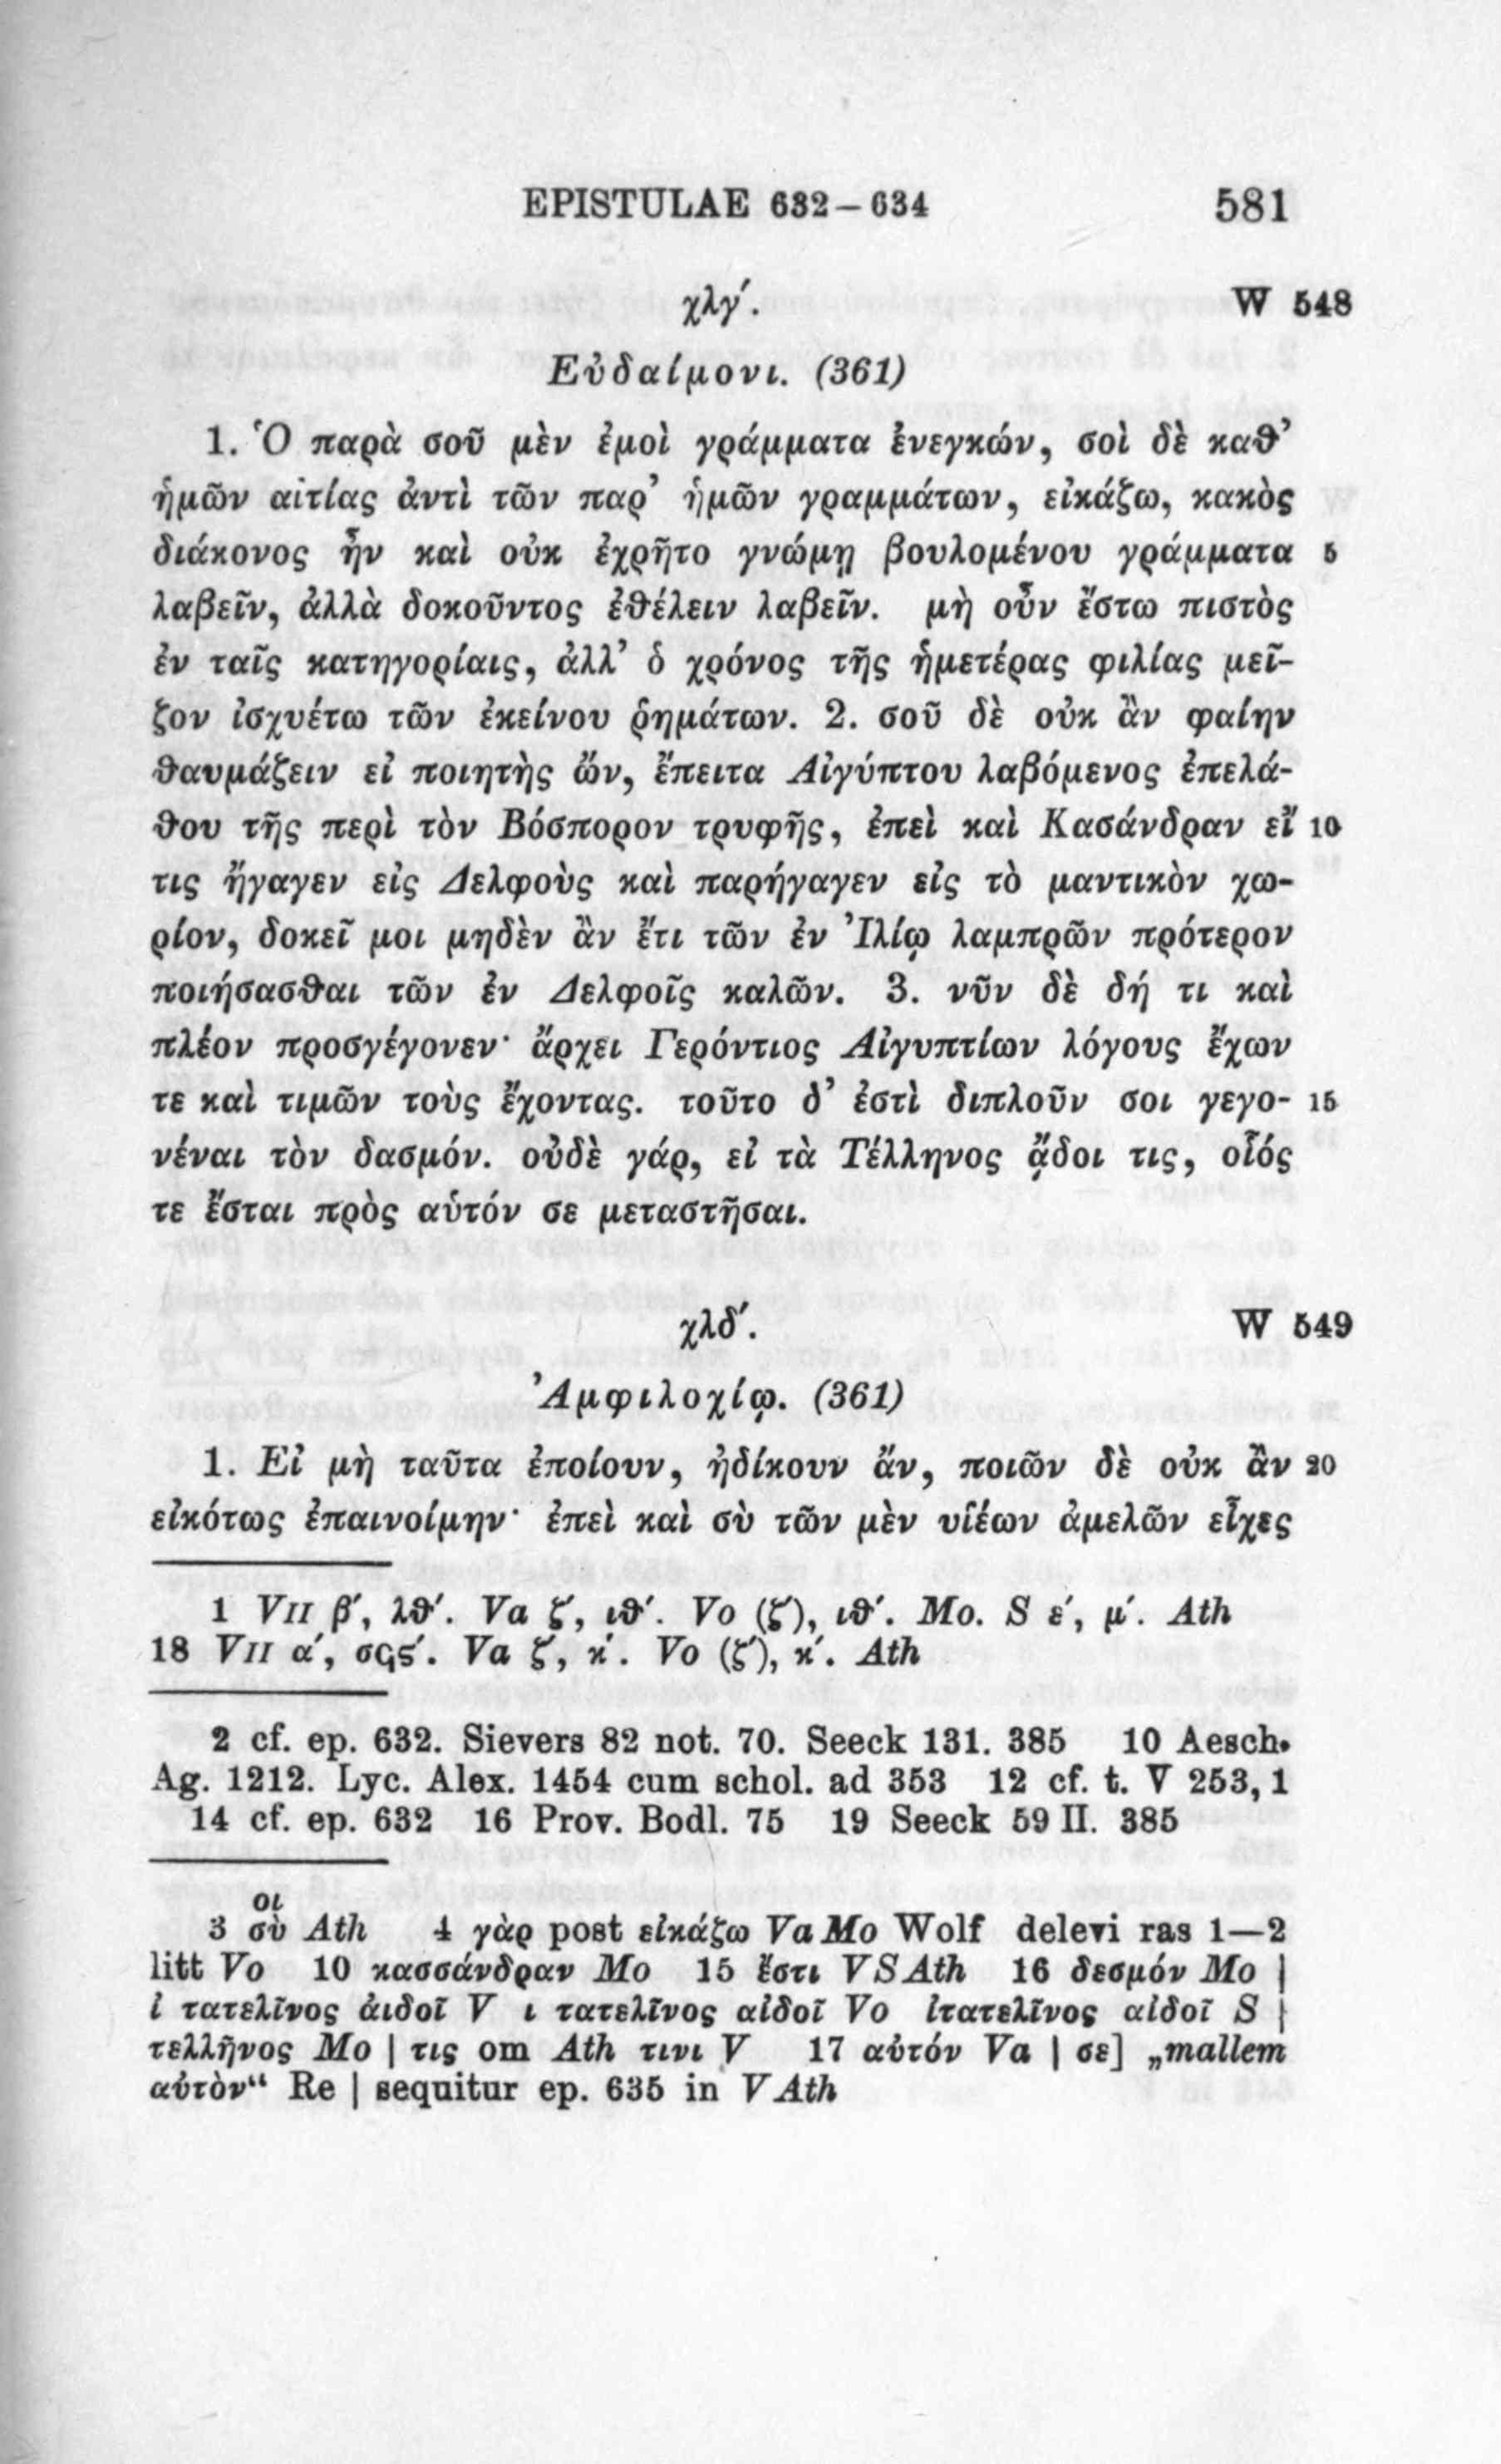 EPISTULAE 632–634 581
χλγ′. W 548
Εὐδαίμονι. (361)
1. Ὁ παρὰ σοῦ μὲν ἐμοὶ γράμματα ἐνεγκών, σοὶ δὲ καθ’
ἡμῶν αἰτίας ἀντὶ τῶν παρ’ ἡμῶν γραμμάτων, εἰκάζω, κακὸς
διάκονος ἦν καὶ οὐκ ἐχρῆτο γνώμῃ βουλομένου γράμματα 5
λαβεῖν, ἀλλὰ δοκοῦντος ἐθέλειν λαβεῖν. μὴ οὖν ἔστω πιστὸς
ἐν ταῖς κατηγορίαις, ἀλλ’ ὁ χρόνος τῆς ἡμετέρας φιλίας μεῖ-
ζον ἰσχυέτω τῶν ἐκείνου ῥημάτων. 2. σοῦ δὲ οὐκ ἂν φαίην
θαυμάζειν εἰ ποιητὴς ὤν, ἔπειτα Αἰγύπτου λαβόμενος ἐπελά-
θου τῆς περὶ τὸν Βόσπορον τρυφῆς, ἐπεὶ καὶ Κασάνδραν εἴ 10
τις ἤγαγεν εἰς Δελφοὺς καὶ παρήγαγεν εἰς τὸ μαντικὸν χω-
ρίον, δοκεῖ μοι μηδὲν ἂν ἔτι τῶν ἐν Ἰλίῳ λαμπρῶν πρότερον
ποιήσασθαι τῶν ἐν Δελφοῖς καλῶν. 3. νῦν δὲ δή τι καὶ
πλέον προσγέγονεν· ἄρχει Γερόντιος Αἰγυπτίων λόγους ἔχων
τε καὶ τιμῶν τοὺς ἔχοντας. τοῦτο δ’ ἐστὶ διπλοῦν σοι γεγο- 15
νέναι τὸν δασμόν. οὐδὲ γάρ, εἰ τὰ Τέλληνος ᾄδοι τις, οἷός
τε ἔσται πρὸς αὑτόν σε μεταστῆσαι.
χλδ′. W 549
Ἀμφιλοχίῳ. (361)
1. Εἰ μὴ ταῦτα ἐποίουν, ἠδίκουν ἄν, ποιῶν δὲ οὐκ ἂν 20
εἰκότως ἐπαινοίμην· ἐπεὶ καὶ σὺ τῶν μὲν υἱέων ἀμελῶν εἶχες
1 VII β′, λθ′. Va ζ′, ιθ′. Vo (ζ′), ιθ′. Mo. S ε′, μ′. Ath
18 VII α′, σϟϛ′. Va ζ′, κ′. Vo (ζ′), κ′. Ath
2 cf. ep. 632. Sievers 82 not. 70. Seeck 131. 385 10 Aesch.
Ag. 1212. Lyc. Alex. 1454 cum schol. ad 353 12 cf. t. V 253, 1
14 cf. ep. 632 16 Prov. Bodl. 75 19 Seeck 59 II. 385
οι
3 σὺ Ath 4 γὰρ post εἰκάζω Va Mo Wolf delevi ras 1—2
litt Vo 10 κασσάνδραν Mo 15 ἔστι V S Ath 16 δεσμόν Mo |
ἰ τατελῖνος ἀιδοῖ V ι τατελῖνος αἰδοῖ Vo ἰτατελῖνος αἰδοῖ S |
τελλῆνος Mo | τις om Ath τινι V 17 αὐτόν Va | σε] „mallem
αὐτὸν“ Re | sequitur ep. 635 in V Ath